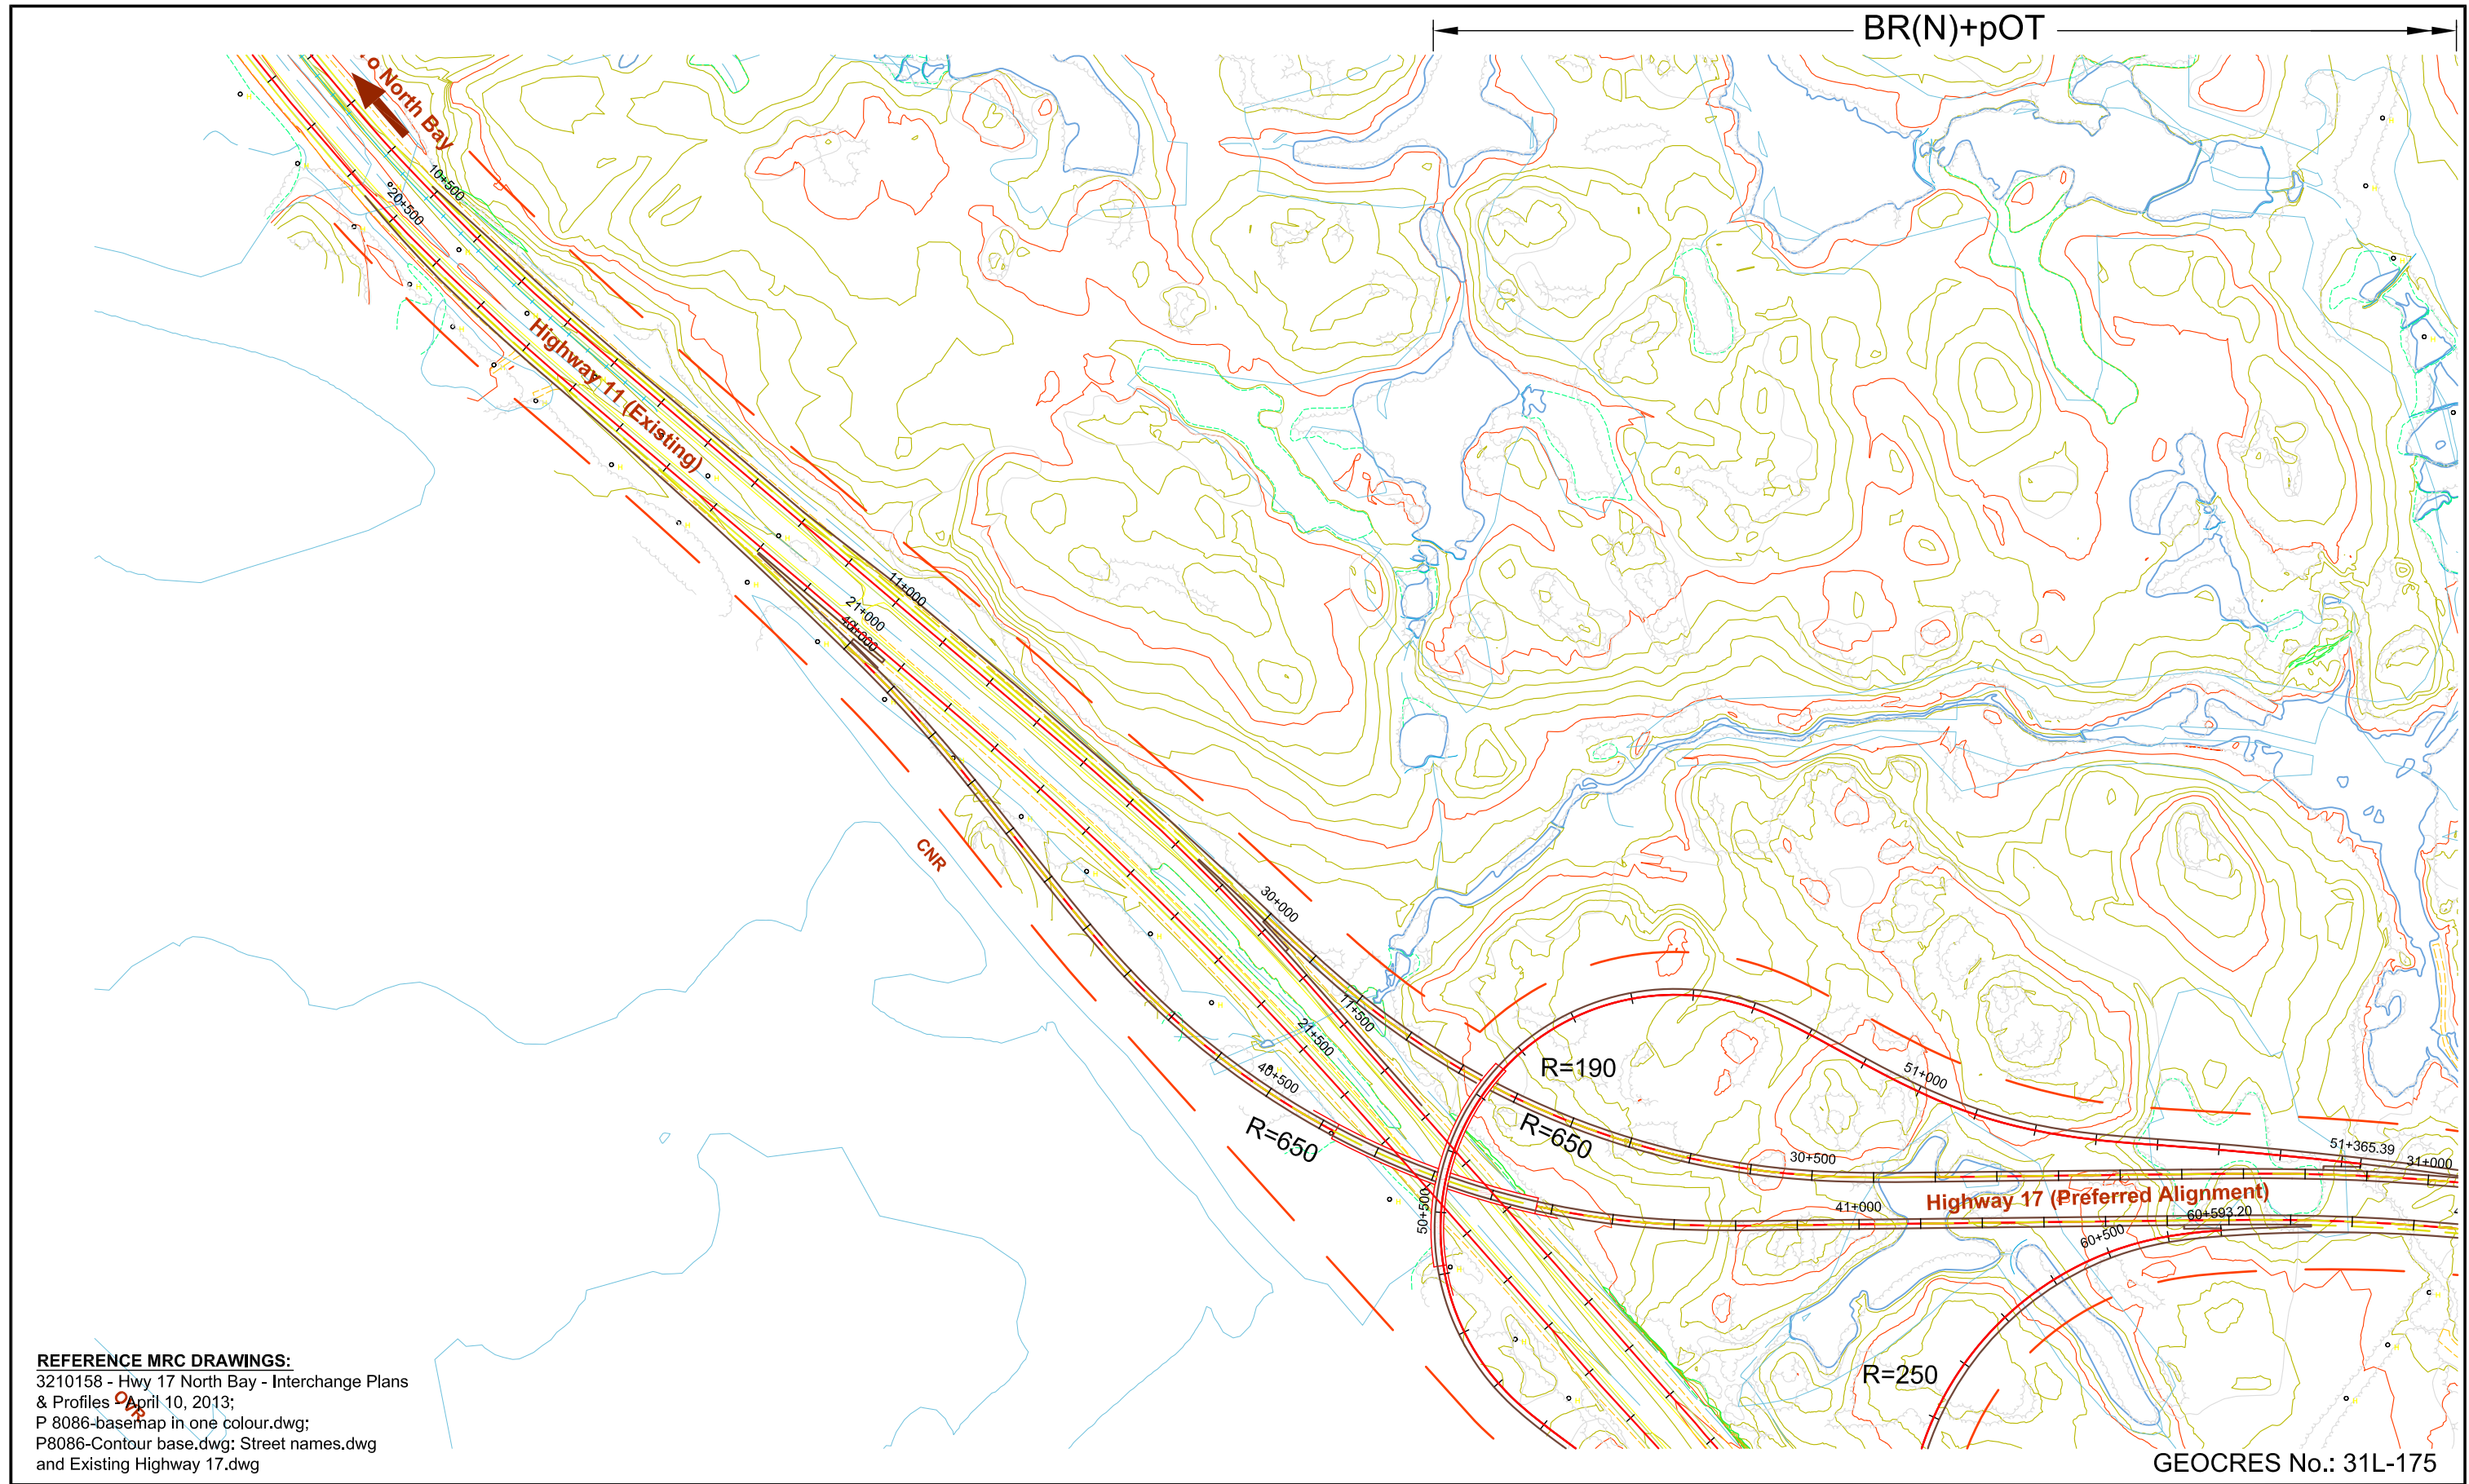 BR(N)+pOT
o North Bay
10+500
20+500
Highway 11 (Existing)
11+000
21+000
40+000
CNR
30+000
11+500
21+500
40+500
R=190
R=650
R=650
51+000
50+500
30+500
51+365.39
31+000
Highway 17 (Preferred Alignment)
41+000
60+593.20
60+500
R=250
REFERENCE MRC DRAWINGS:
3210158 - Hwy 17 North Bay - Interchange Plans
& Profiles - April 10, 2013;
OVR
P 8086-basemap in one colour.dwg;
P8086-Contour base.dwg: Street names.dwg
and Existing Highway 17.dwg
GEOCRES No.: 31L-175